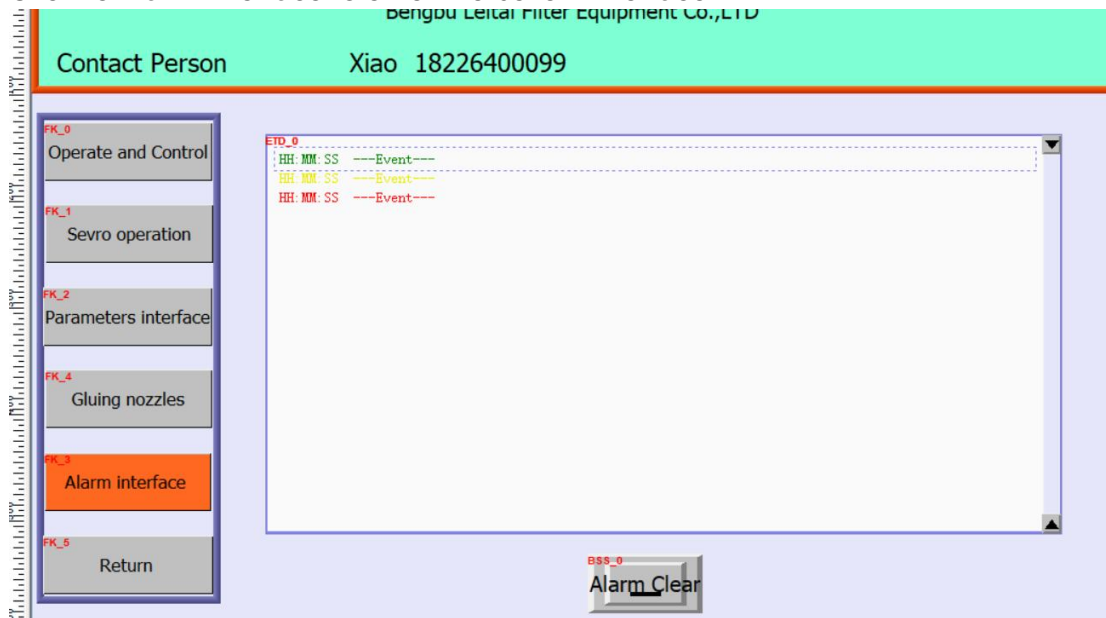 Bengbu Leitai Filter Equipment Co.,LTD
Contact Person Xiao 18226400099
FK_0
Operate and Control
FK_1
Sevro operation
FK_2
Parameters interface
FK_4
Gluing nozzles
FK_3
Alarm interface
FK_5
Return
ETD_0
HH:MM:SS ---Event---
HH:MM:SS ---Event---
HH:MM:SS ---Event---
BSS_0
Alarm Clear